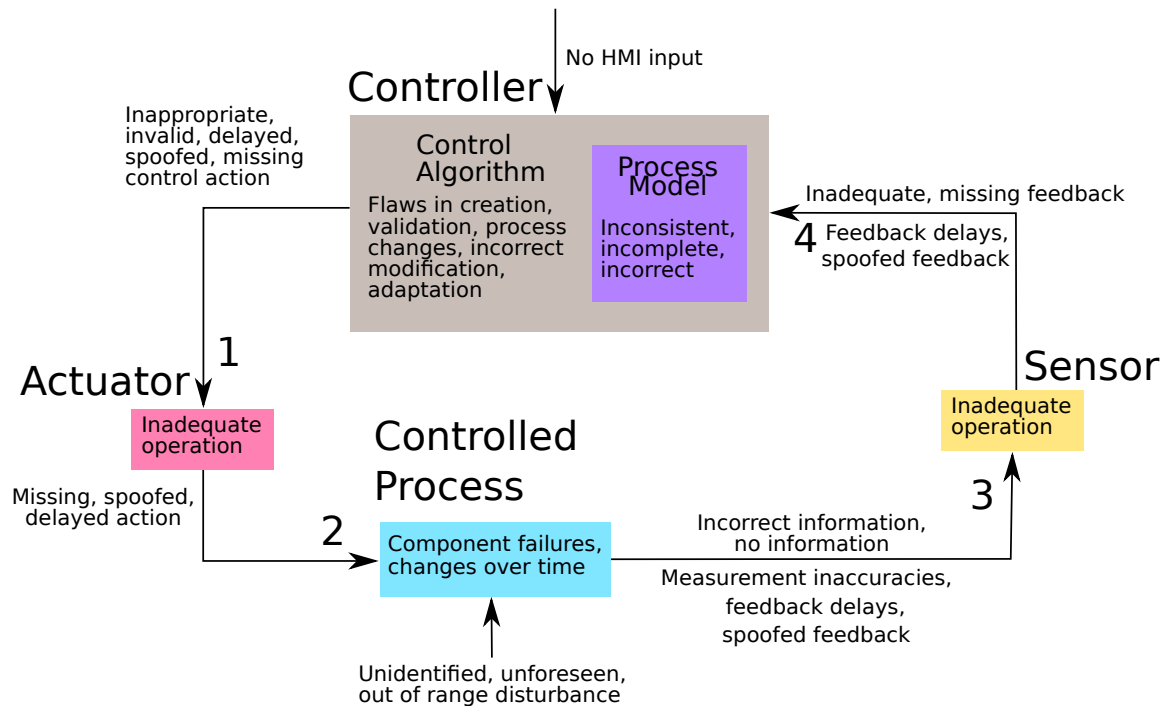 No HMI input
Controller
Inappropriate,
invalid, delayed,
spoofed, missing
control action
Control
Algorithm
Flaws in creation,
validation, process
changes, incorrect
modification,
adaptation
Process
Model
Inconsistent,
incomplete,
incorrect
Inadequate, missing feedback
4
Feedback delays,
spoofed feedback
1
Actuator
Inadequate
operation
Sensor
Inadequate
operation
Missing, spoofed,
delayed action
2
Controlled
Process
Component failures,
changes over time
3
Incorrect information,
no information
Measurement inaccuracies,
feedback delays,
spoofed feedback
Unidentified, unforeseen,
out of range disturbance